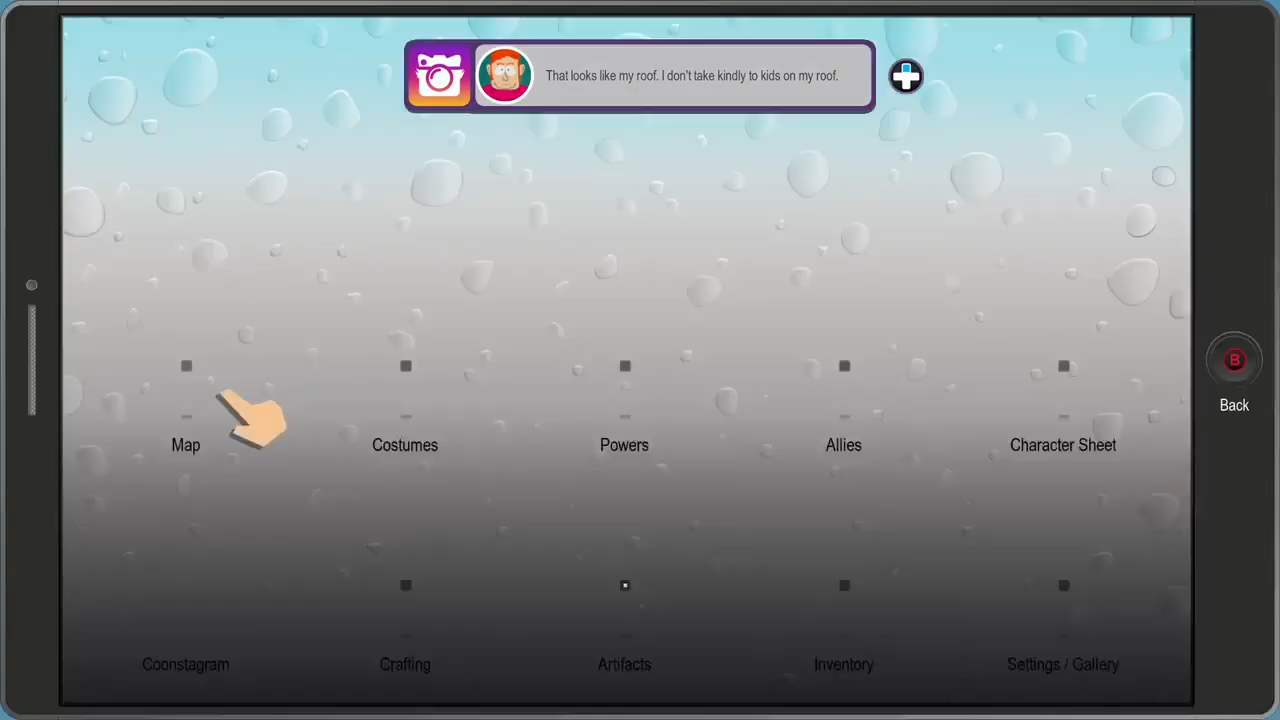 That looks like my roof. I don't take kindly to kids on my roof.
B
Back
Map
Costumes
Powers
Allies
Character Sheet
Coonstagram
Crafting
Artifacts
Inventory
Settings / Gallery